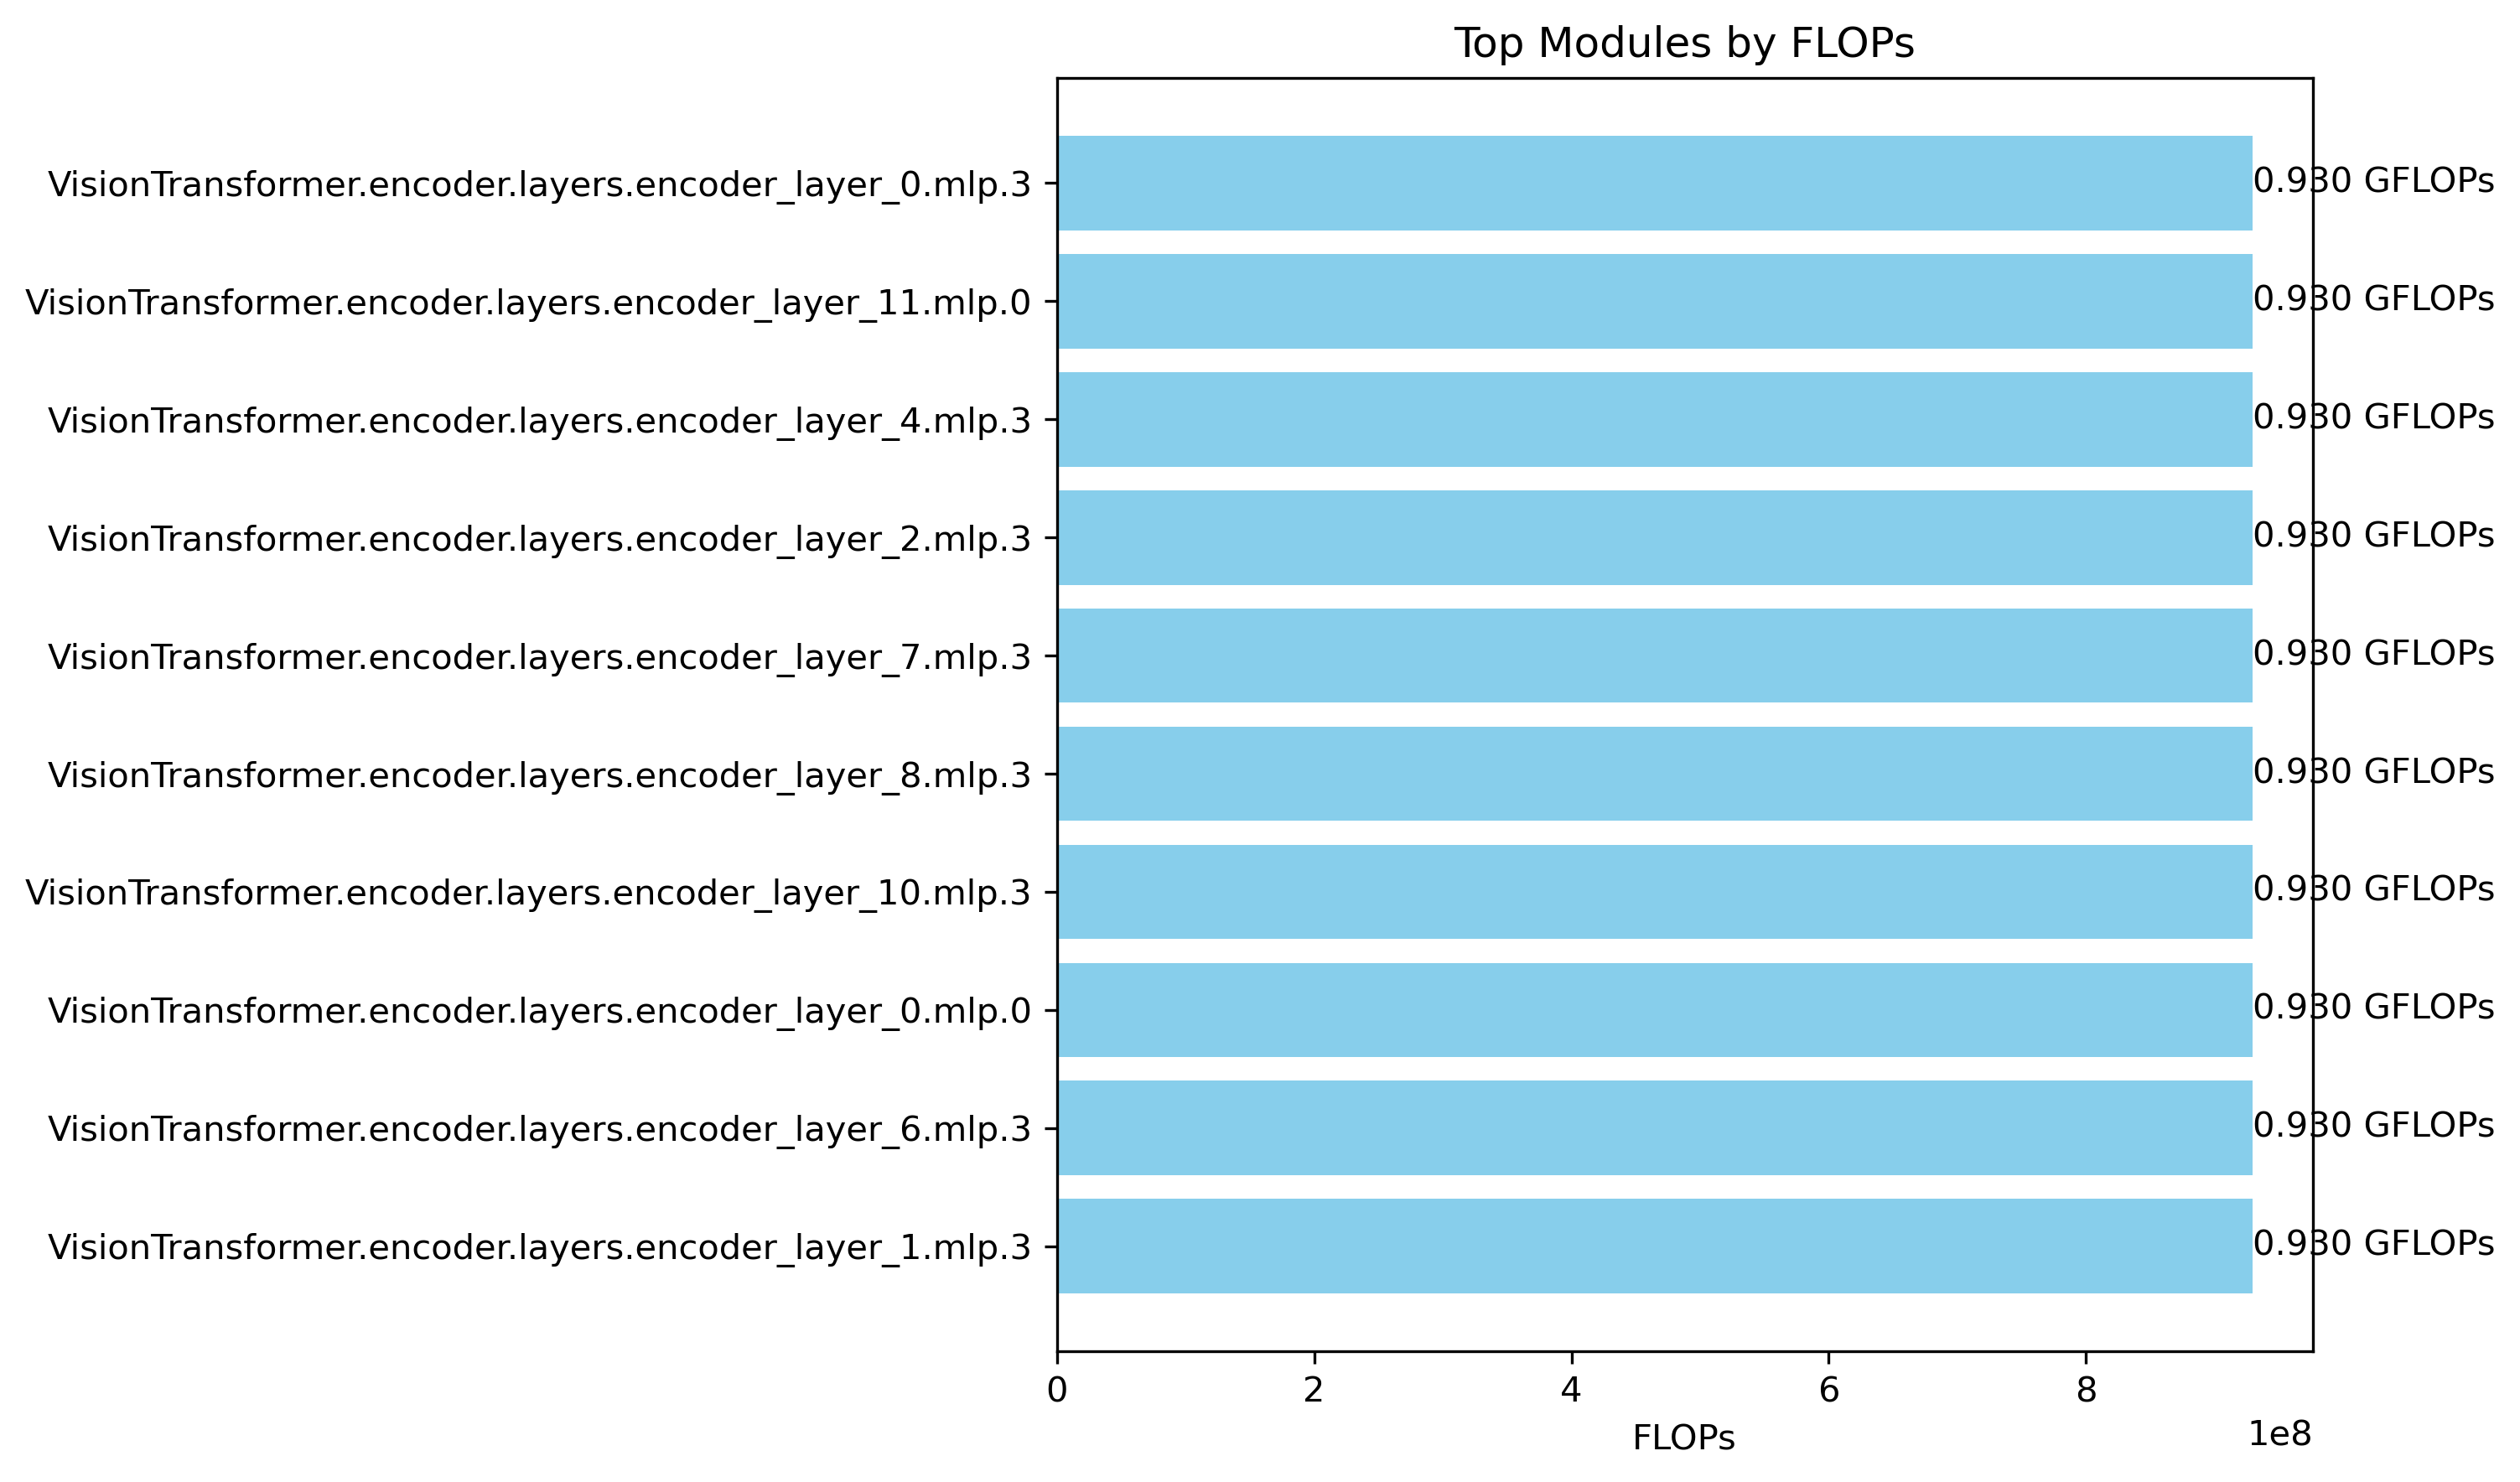 Top Modules by FLOPs
VisionTransformer.encoder.layers.encoder_layer_0.mlp.3 0.930 GFLOPs
VisionTransformer.encoder.layers.encoder_layer_11.mlp.0 0.930 GFLOPs
VisionTransformer.encoder.layers.encoder_layer_4.mlp.3 0.930 GFLOPs
VisionTransformer.encoder.layers.encoder_layer_2.mlp.3 0.930 GFLOPs
VisionTransformer.encoder.layers.encoder_layer_7.mlp.3 0.930 GFLOPs
VisionTransformer.encoder.layers.encoder_layer_8.mlp.3 0.930 GFLOPs
VisionTransformer.encoder.layers.encoder_layer_10.mlp.3 0.930 GFLOPs
VisionTransformer.encoder.layers.encoder_layer_0.mlp.0 0.930 GFLOPs
VisionTransformer.encoder.layers.encoder_layer_6.mlp.3 0.930 GFLOPs
VisionTransformer.encoder.layers.encoder_layer_1.mlp.3 0.930 GFLOPs
0 2 4 6 8
1e8
FLOPs